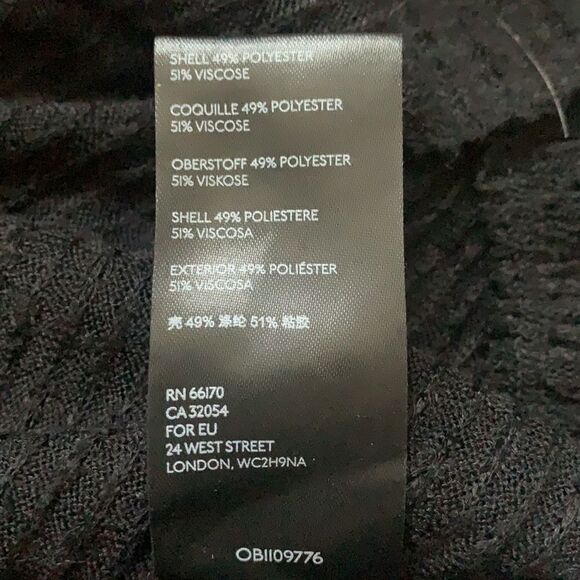 SHELL 49% POLYESTER
51% VISCOSE
COQUILLE 49% POLYESTER
51% VISCOSE
OBERSTOFF 49% POLYESTER
51% VISKOSE
SHELL 49% POLIESTERE
51% VISCOSA
EXTERIOR 49% POLIÉSTER
51% VISCOSA
壳 49% 涤纶 51% 粘胶
RN 66170
CA 32054
FOR EU
24 WEST STREET
LONDON, WC2H9NA
OB1109776